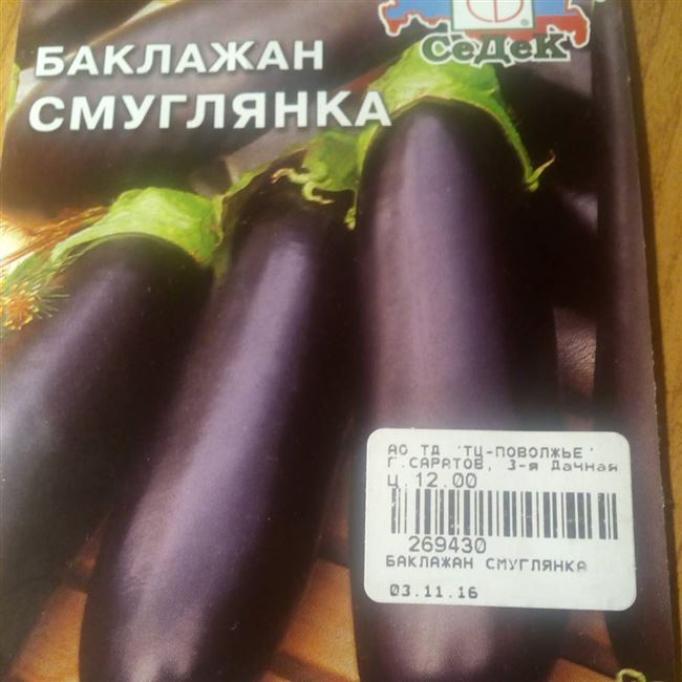 СеДеК
БАКЛАЖАН
СМУГЛЯНКА
АО ТД 'ТЦ-ПОВОЛЖЬЕ'
Г.САРАТОВ, 3-я Дачная
Ц.12.00
269430
БАКЛАЖАН СМУГЛЯНКА
03.11.16